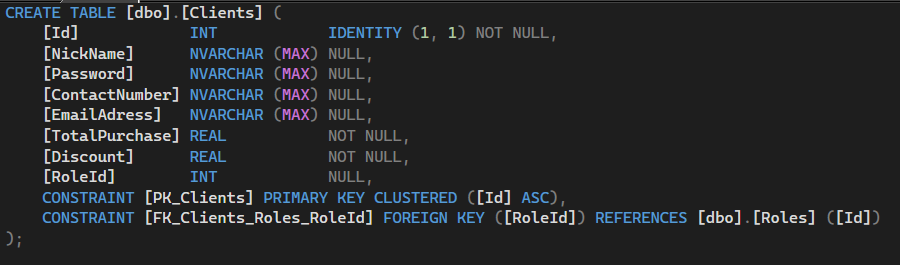 CREATE TABLE [dbo].[Clients] (
    [Id]            INT            IDENTITY (1, 1) NOT NULL,
    [NickName]      NVARCHAR (MAX) NULL,
    [Password]      NVARCHAR (MAX) NULL,
    [ContactNumber] NVARCHAR (MAX) NULL,
    [EmailAdress]   NVARCHAR (MAX) NULL,
    [TotalPurchase] REAL           NOT NULL,
    [Discount]      REAL           NOT NULL,
    [RoleId]        INT            NULL,
    CONSTRAINT [PK_Clients] PRIMARY KEY CLUSTERED ([Id] ASC),
    CONSTRAINT [FK_Clients_Roles_RoleId] FOREIGN KEY ([RoleId]) REFERENCES [dbo].[Roles] ([Id])
);